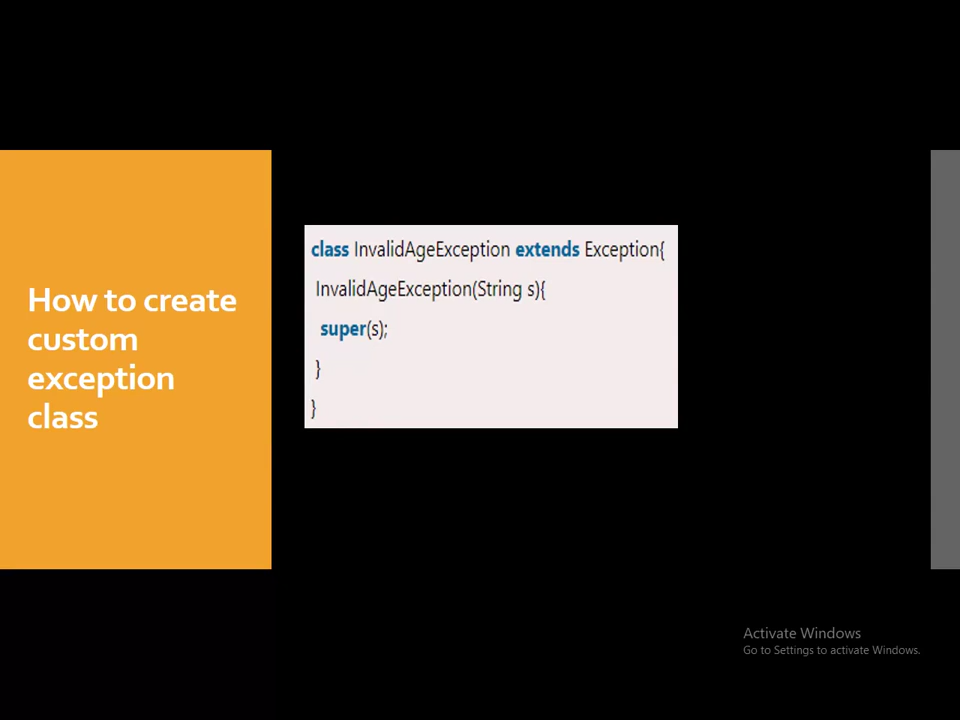 How to create
custom
exception
class
class InvalidAgeException extends Exception{
InvalidAgeException(String s){
super(s);
}
}
Activate Windows
Go to Settings to activate Windows.